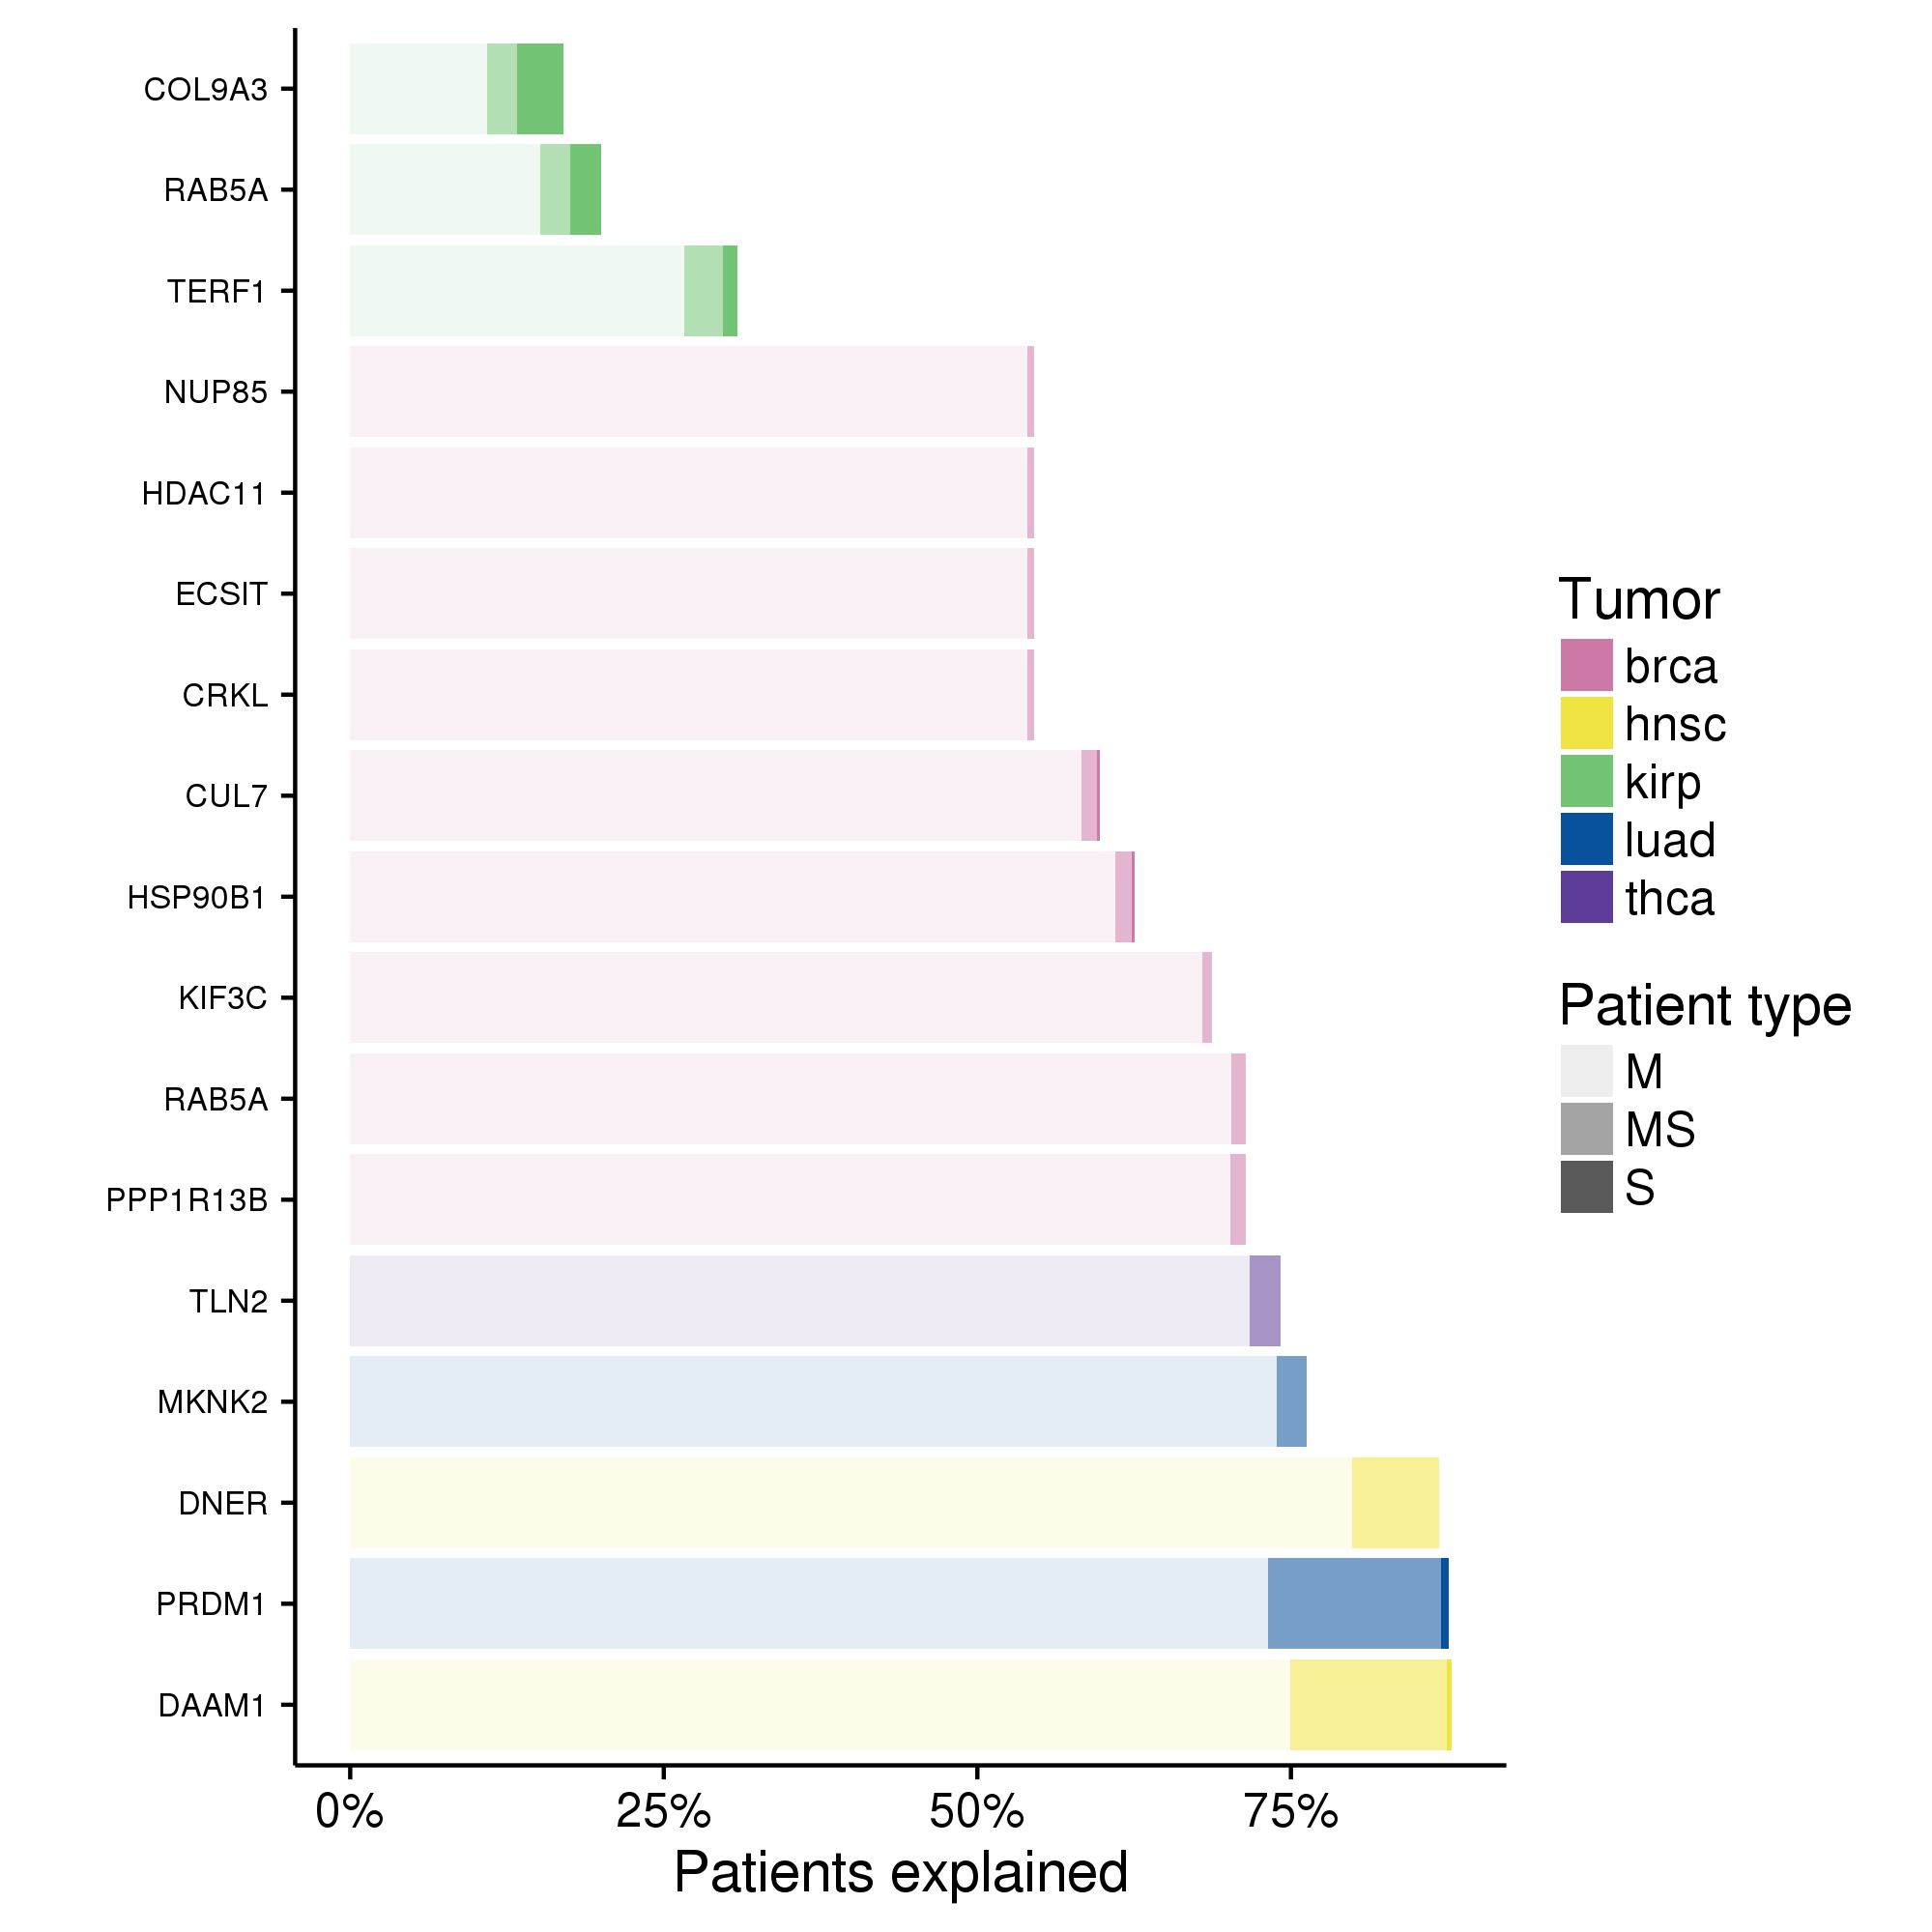 COL9A3
RAB5A
TERF1
NUP85
HDAC11
ECSIT
CRKL
CUL7
HSP90B1
KIF3C
RAB5A
PPP1R13B
TLN2
MKNK2
DNER
PRDM1
DAAM1
0% 25% 50% 75%
Patients explained
Tumor
brca
hnsc
kirp
luad
thca
Patient type
M
MS
S